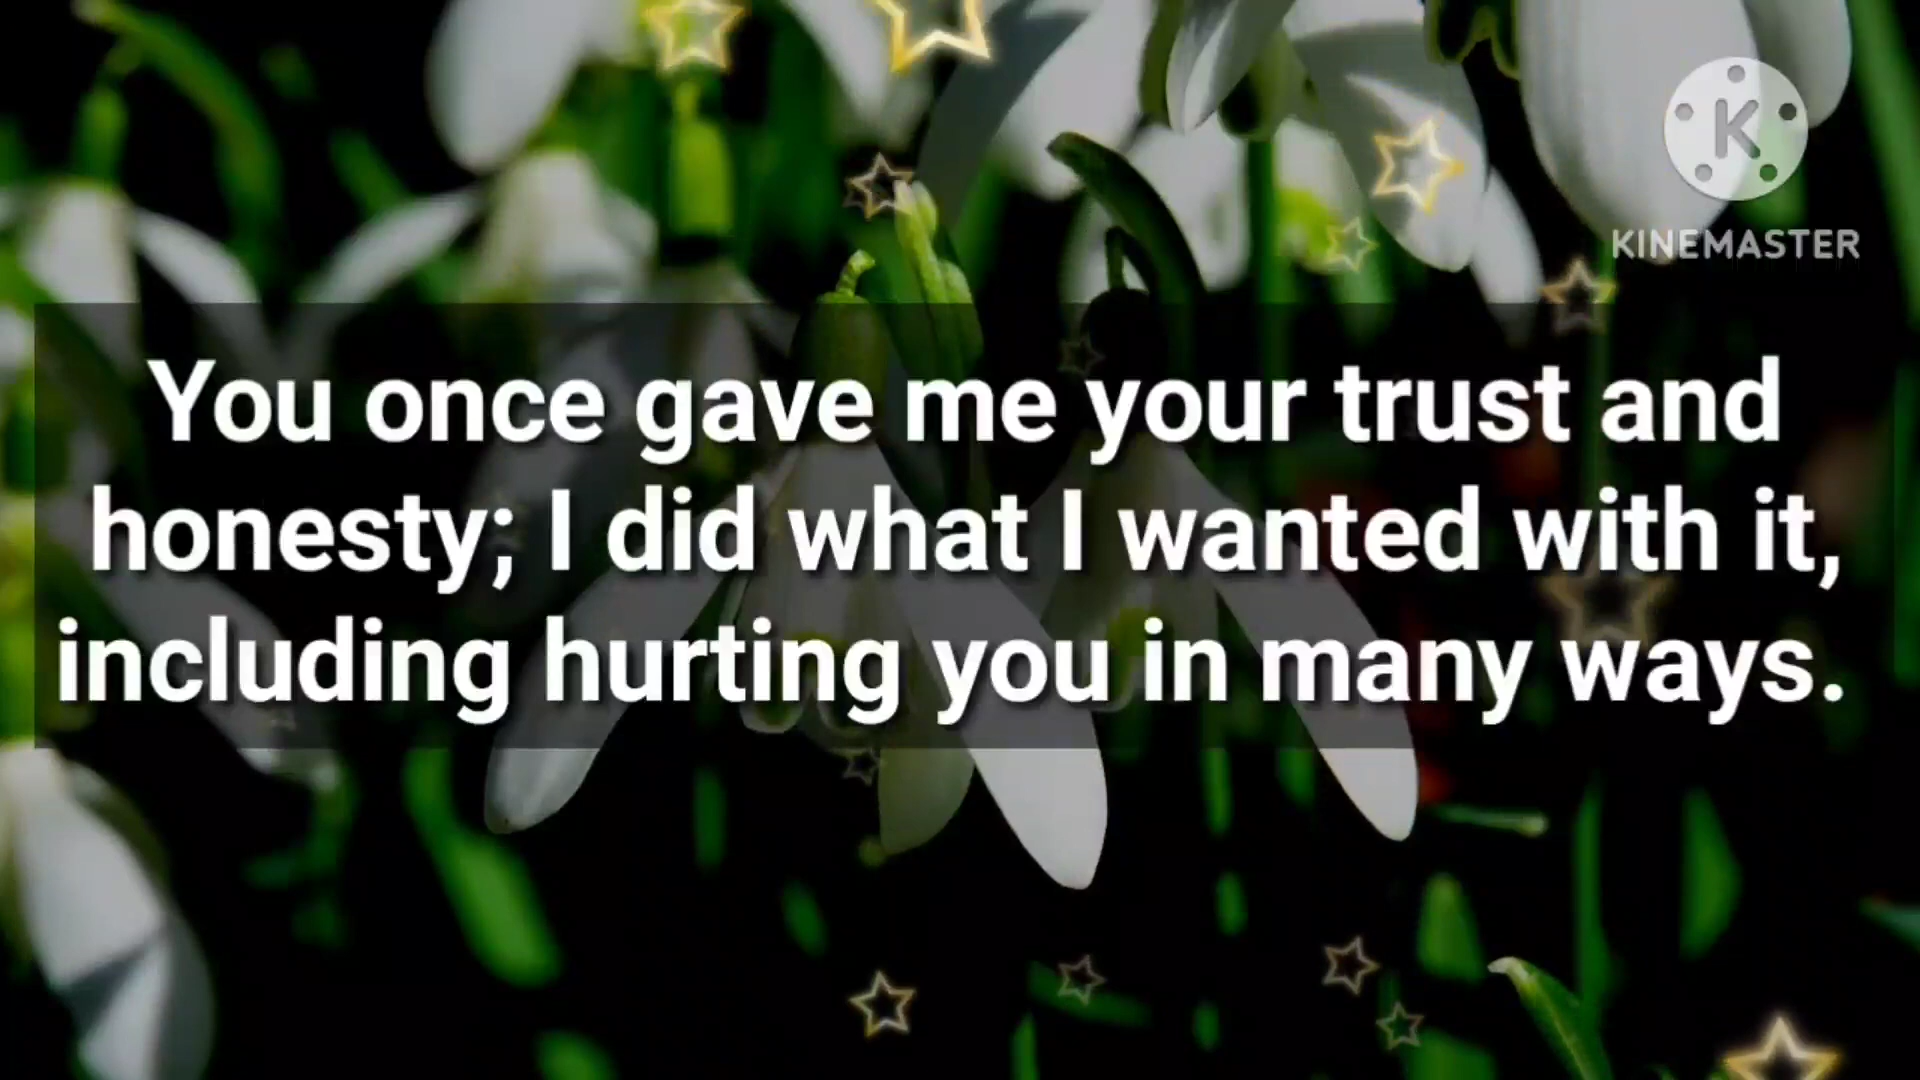 K
KINEMASTER
You once gave me your trust and
honesty; I did what I wanted with it,
including hurting you in many ways.